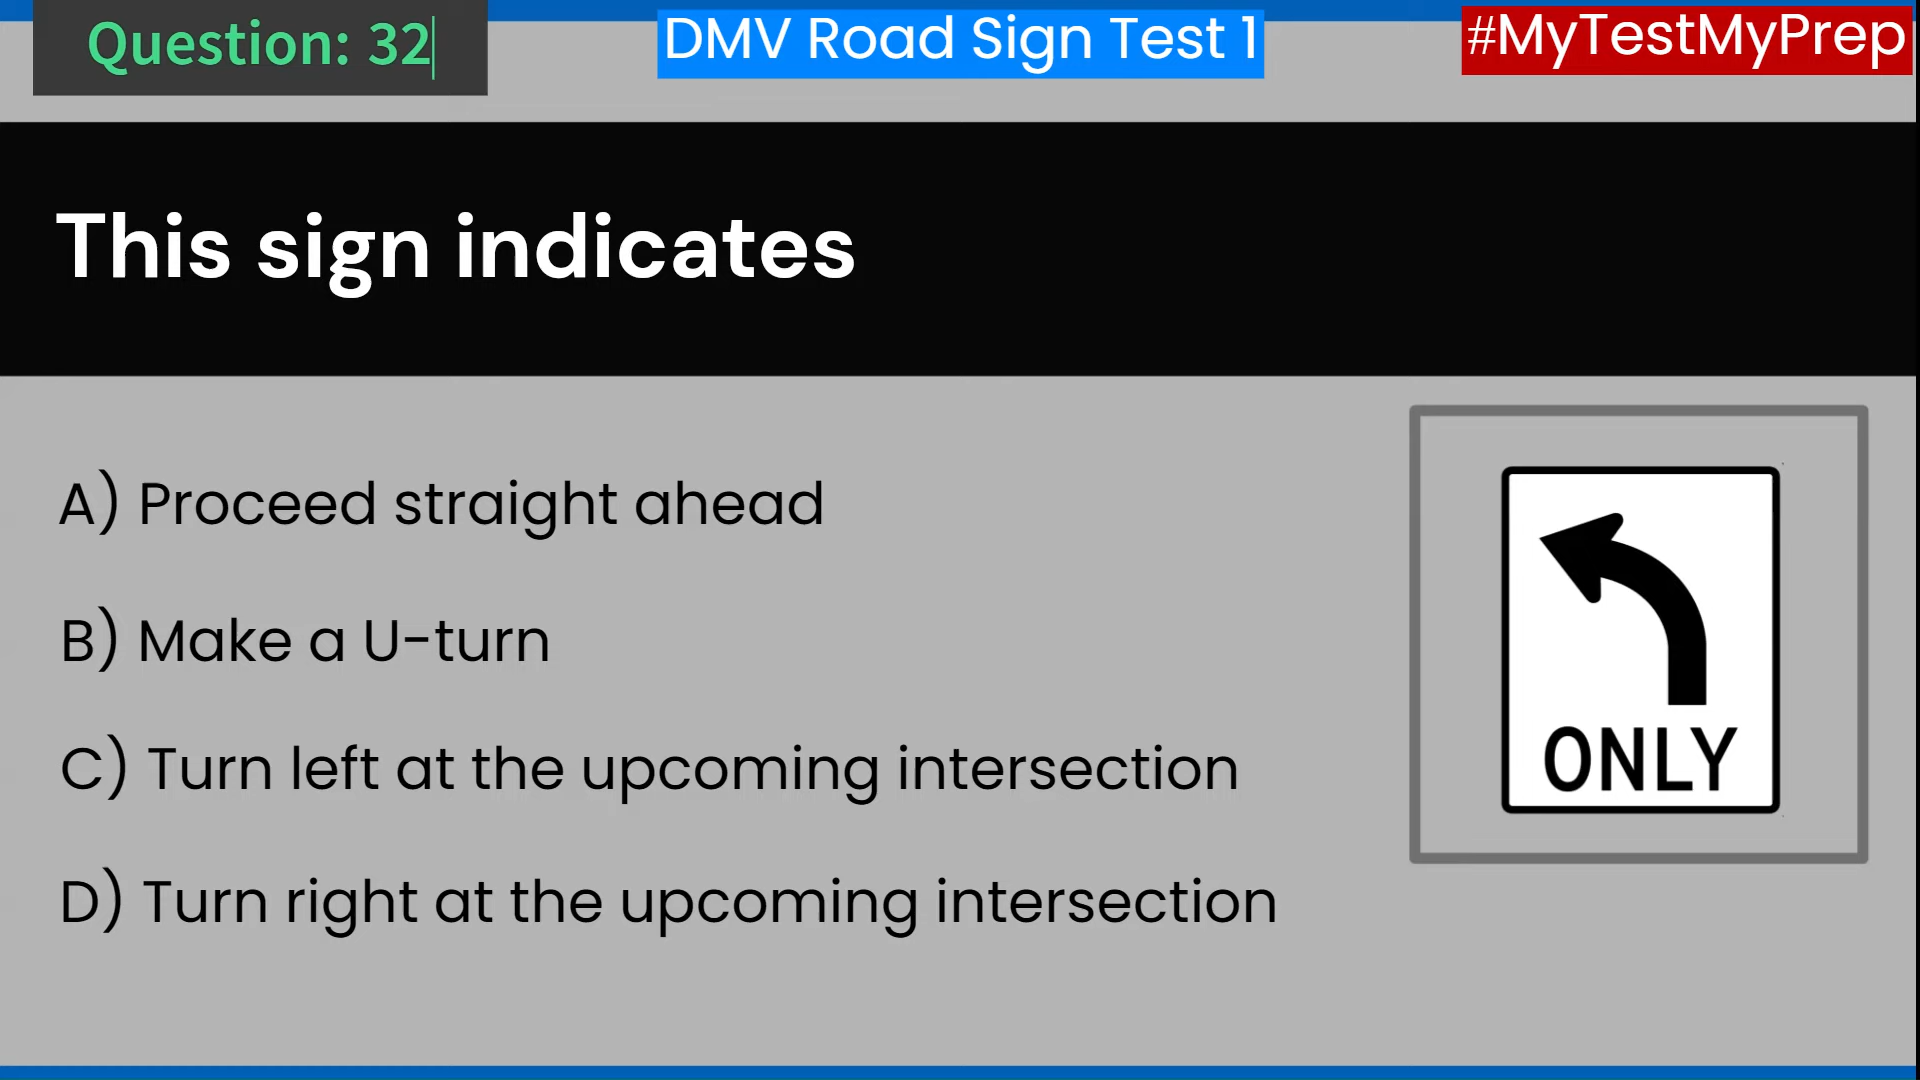 Question: 32
DMV Road Sign Test 1
#MyTestMyPrep
This sign indicates
A) Proceed straight ahead
B) Make a U-turn
C) Turn left at the upcoming intersection
D) Turn right at the upcoming intersection
ONLY